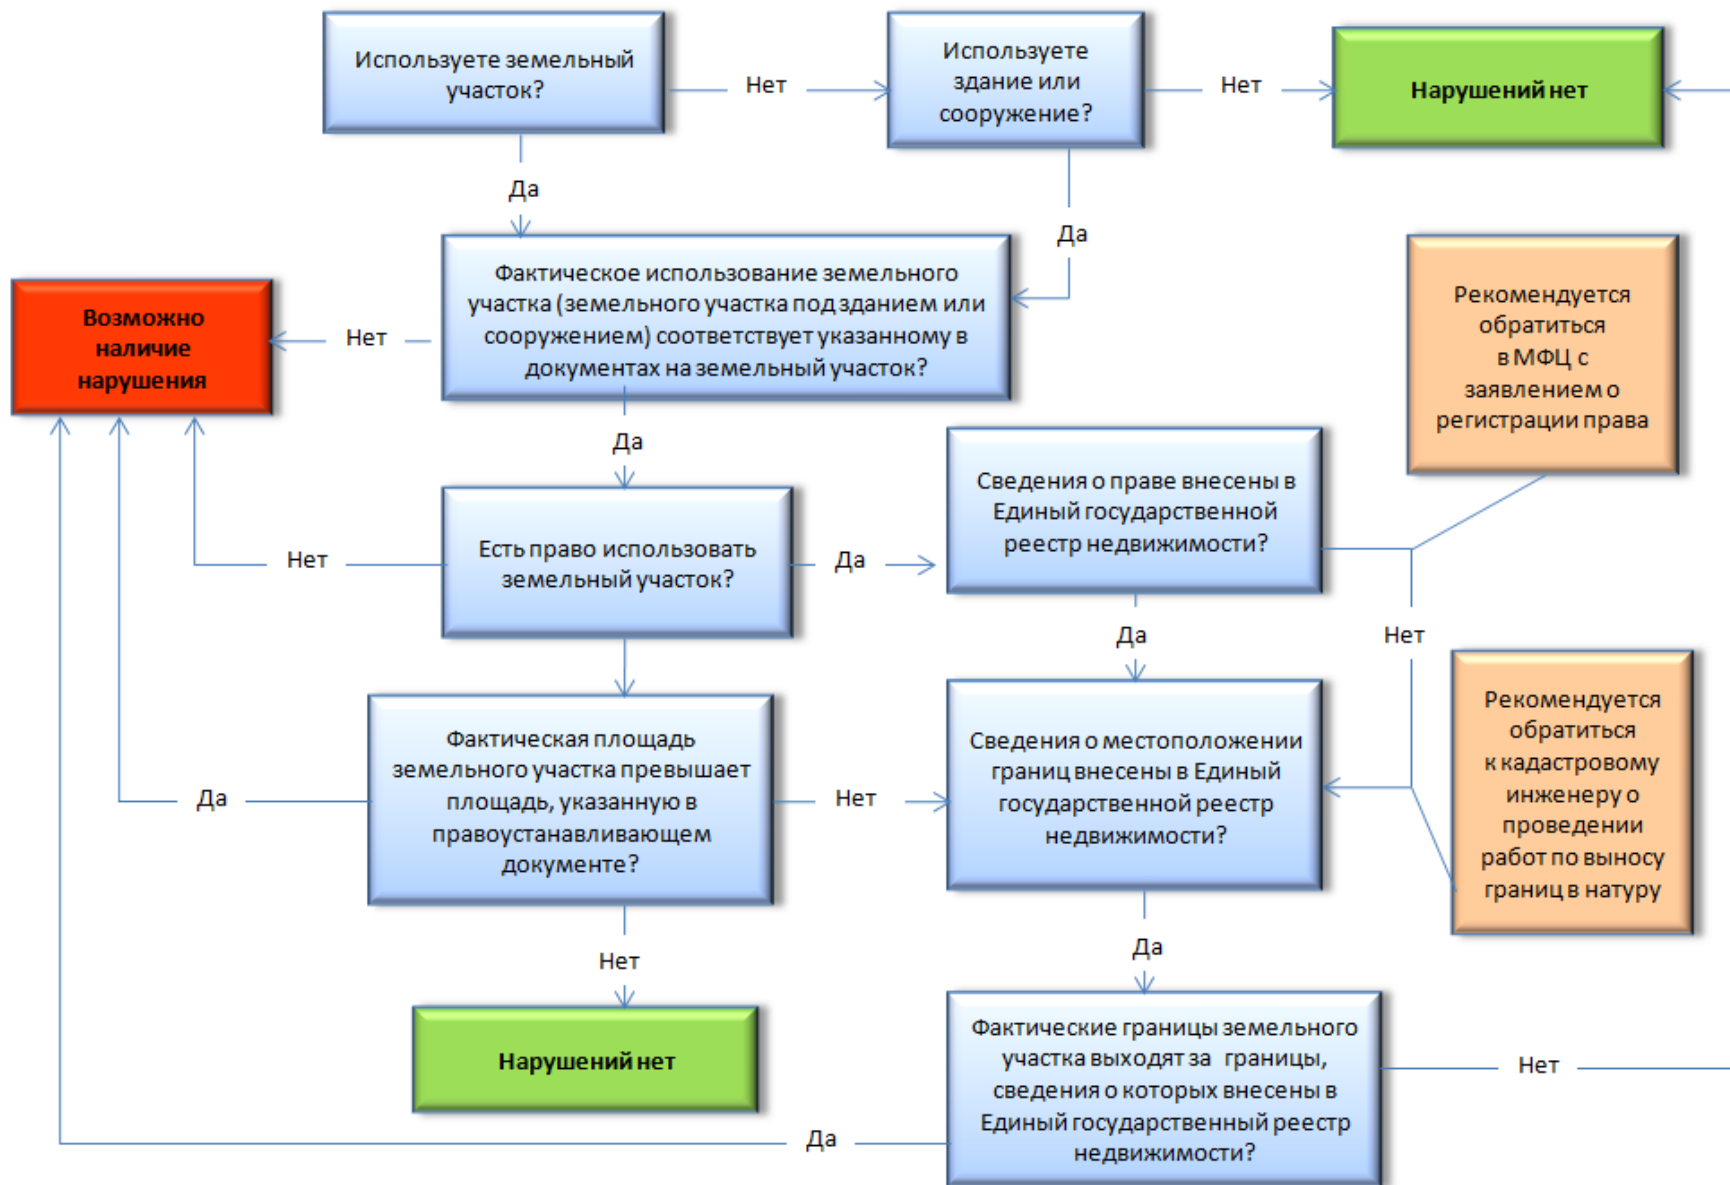 Используете земельный
участок?
Нет
Используете
здание или
сооружение?
Нет
Нарушений нет
Да
Да
Фактическое использование земельного
участка (земельного участка под зданием или
сооружением) соответствует указанному в
документах на земельный участок?
Нет
Возможно
наличие
нарушения
Рекомендуется
обратиться
в МФЦ с
заявлением о
регистрации права
Да
Сведения о праве внесены в
Единый государственной
реестр недвижимости?
Есть право использовать
земельный участок?
Нет
Да
Да
Нет
Фактическая площадь
земельного участка превышает
площадь, указанную в
правоустанавливающем
документе?
Да
Нет
Сведения о местоположении
границ внесены в Единый
государственной реестр
недвижимости?
Рекомендуется
обратиться
к кадастровому
инженеру о
проведении
работ по выносу
границ в натуру
Нет
Да
Нарушений нет
Фактические границы земельного
участка выходят за границы,
сведения о которых внесены в
Единый государственный реестр
недвижимости?
Нет
Да